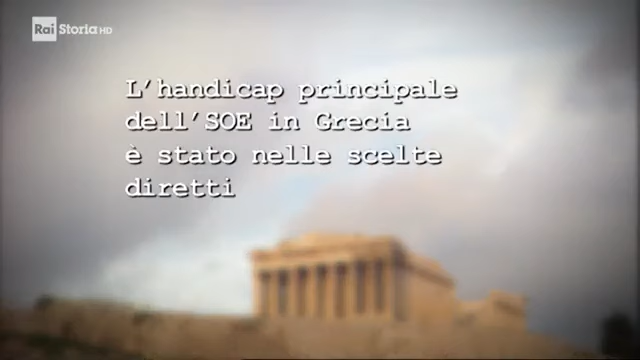 Rai Storia HD
L'handicap principale
dell'SOE in Grecia
è stato nelle scelte
diretti